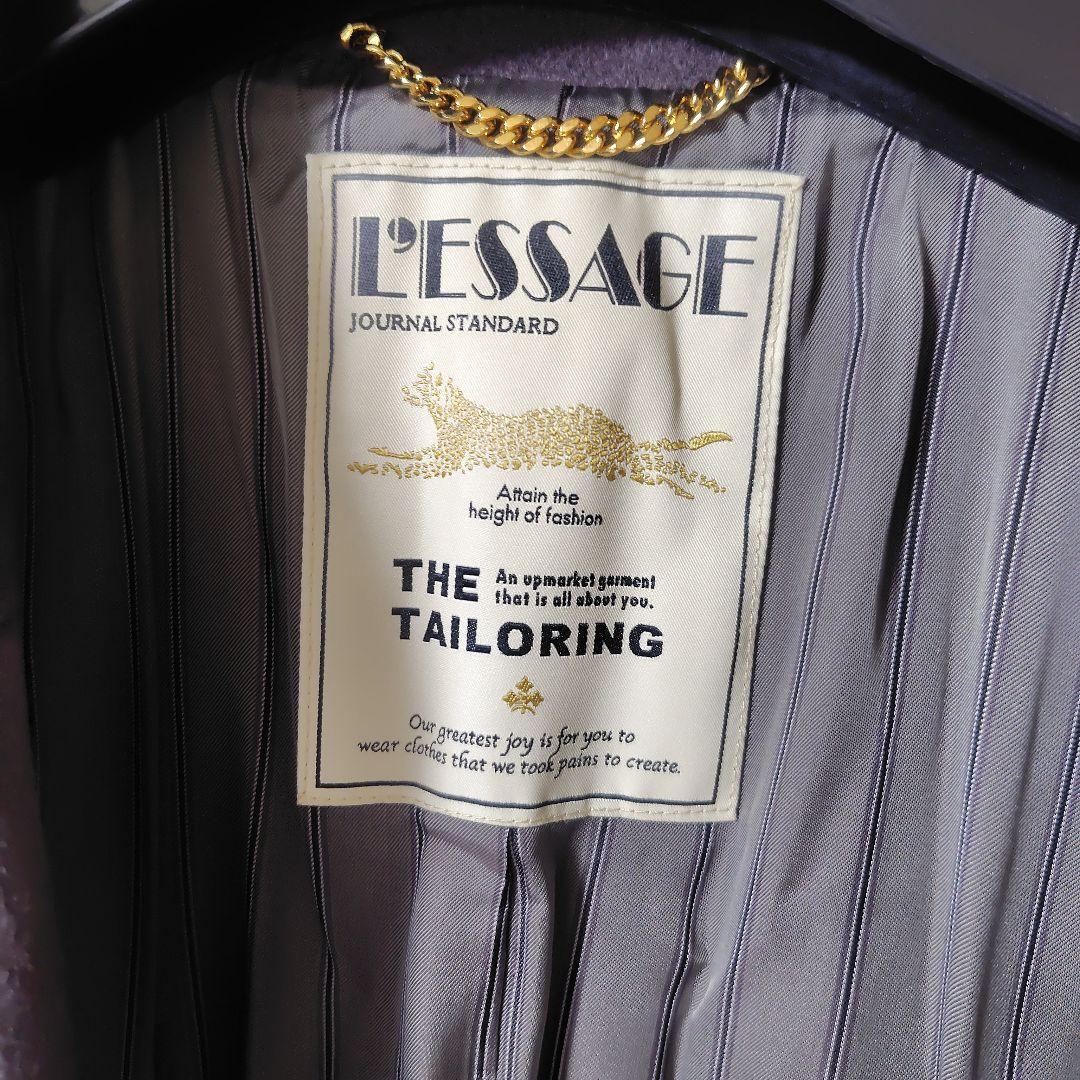 L'ESSAGE
JOURNAL STANDARD
Attain the
height of fashion
THE An upmarket garment
that is all about you.
TAILORING
Our greatest joy is for you to
wear clothes that we took pains to create.